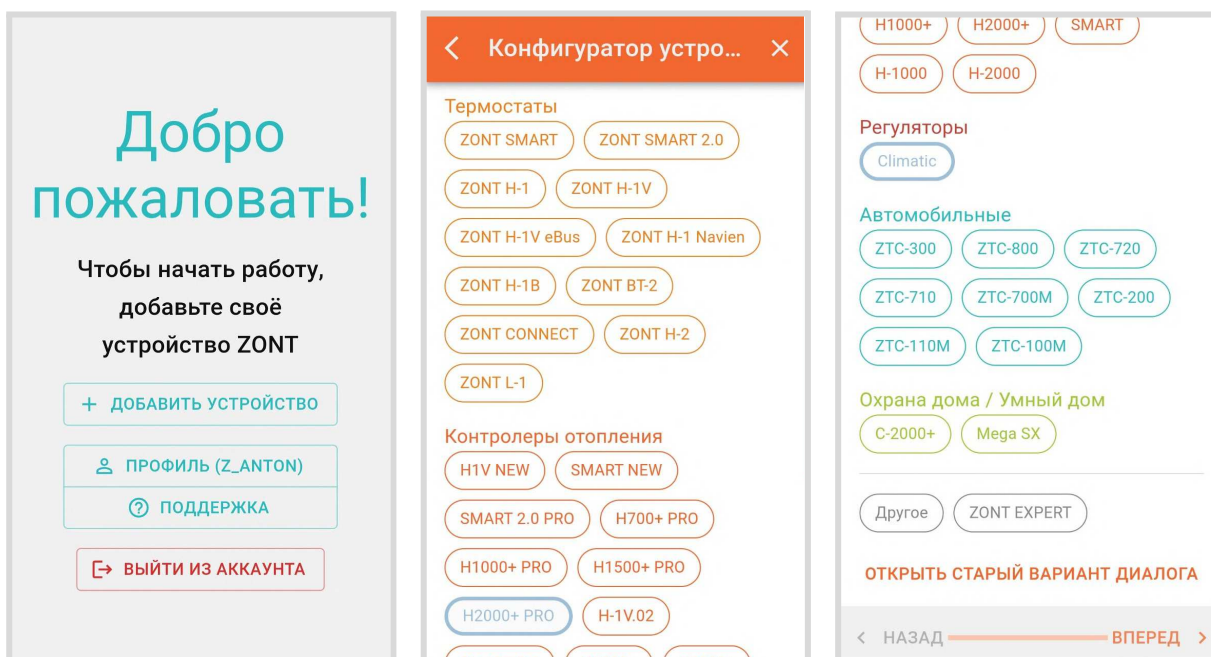 Добро
пожаловать!
Чтобы начать работу,
добавьте своё
устройство ZONT
+ ДОБАВИТЬ УСТРОЙСТВО
ПРОФИЛЬ (Z_ANTON)
ПОДДЕРЖКА
ВЫЙТИ ИЗ АККАУНТА
Конфигуратор устро...
Термостаты
ZONT SMART ZONT SMART 2.0
ZONT H-1 ZONT H-1V
ZONT H-1V eBus ZONT H-1 Navien
ZONT H-1B ZONT BT-2
ZONT CONNECT ZONT H-2
ZONT L-1
Контролеры отопления
H1V NEW SMART NEW
SMART 2.0 PRO H700+ PRO
H1000+ PRO H1500+ PRO
H2000+ PRO H-1V.02
H1000+ H2000+ SMART
H-1000 H-2000
Регуляторы
Climatic
Автомобильные
ZTC-300 ZTC-800 ZTC-720
ZTC-710 ZTC-700M ZTC-200
ZTC-110M ZTC-100M
Охрана дома / Умный дом
C-2000+ Mega SX
Другое ZONT EXPERT
ОТКРЫТЬ СТАРЫЙ ВАРИАНТ ДИАЛОГА
НАЗАД ВПЕРЕД